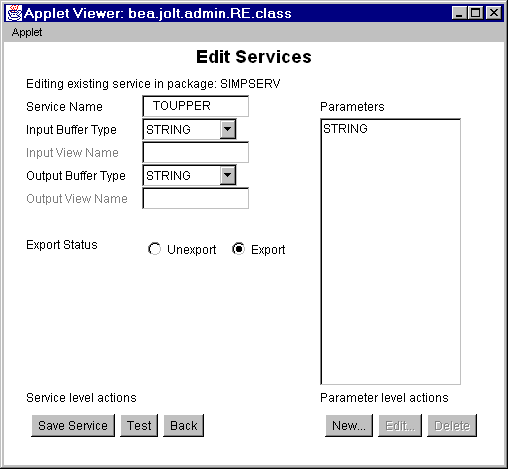 Applet Viewer: bea.jolt.admin.RE.class
Applet
Edit Services
Editing existing service in package: SIMPSERV
Service Name TOUPPER
Parameters
Input Buffer Type STRING
STRING
Input View Name
Output Buffer Type STRING
Output View Name
Export Status Unexport Export
Service level actions
Parameter level actions
Save Service Test Back
New... Edit... Delete